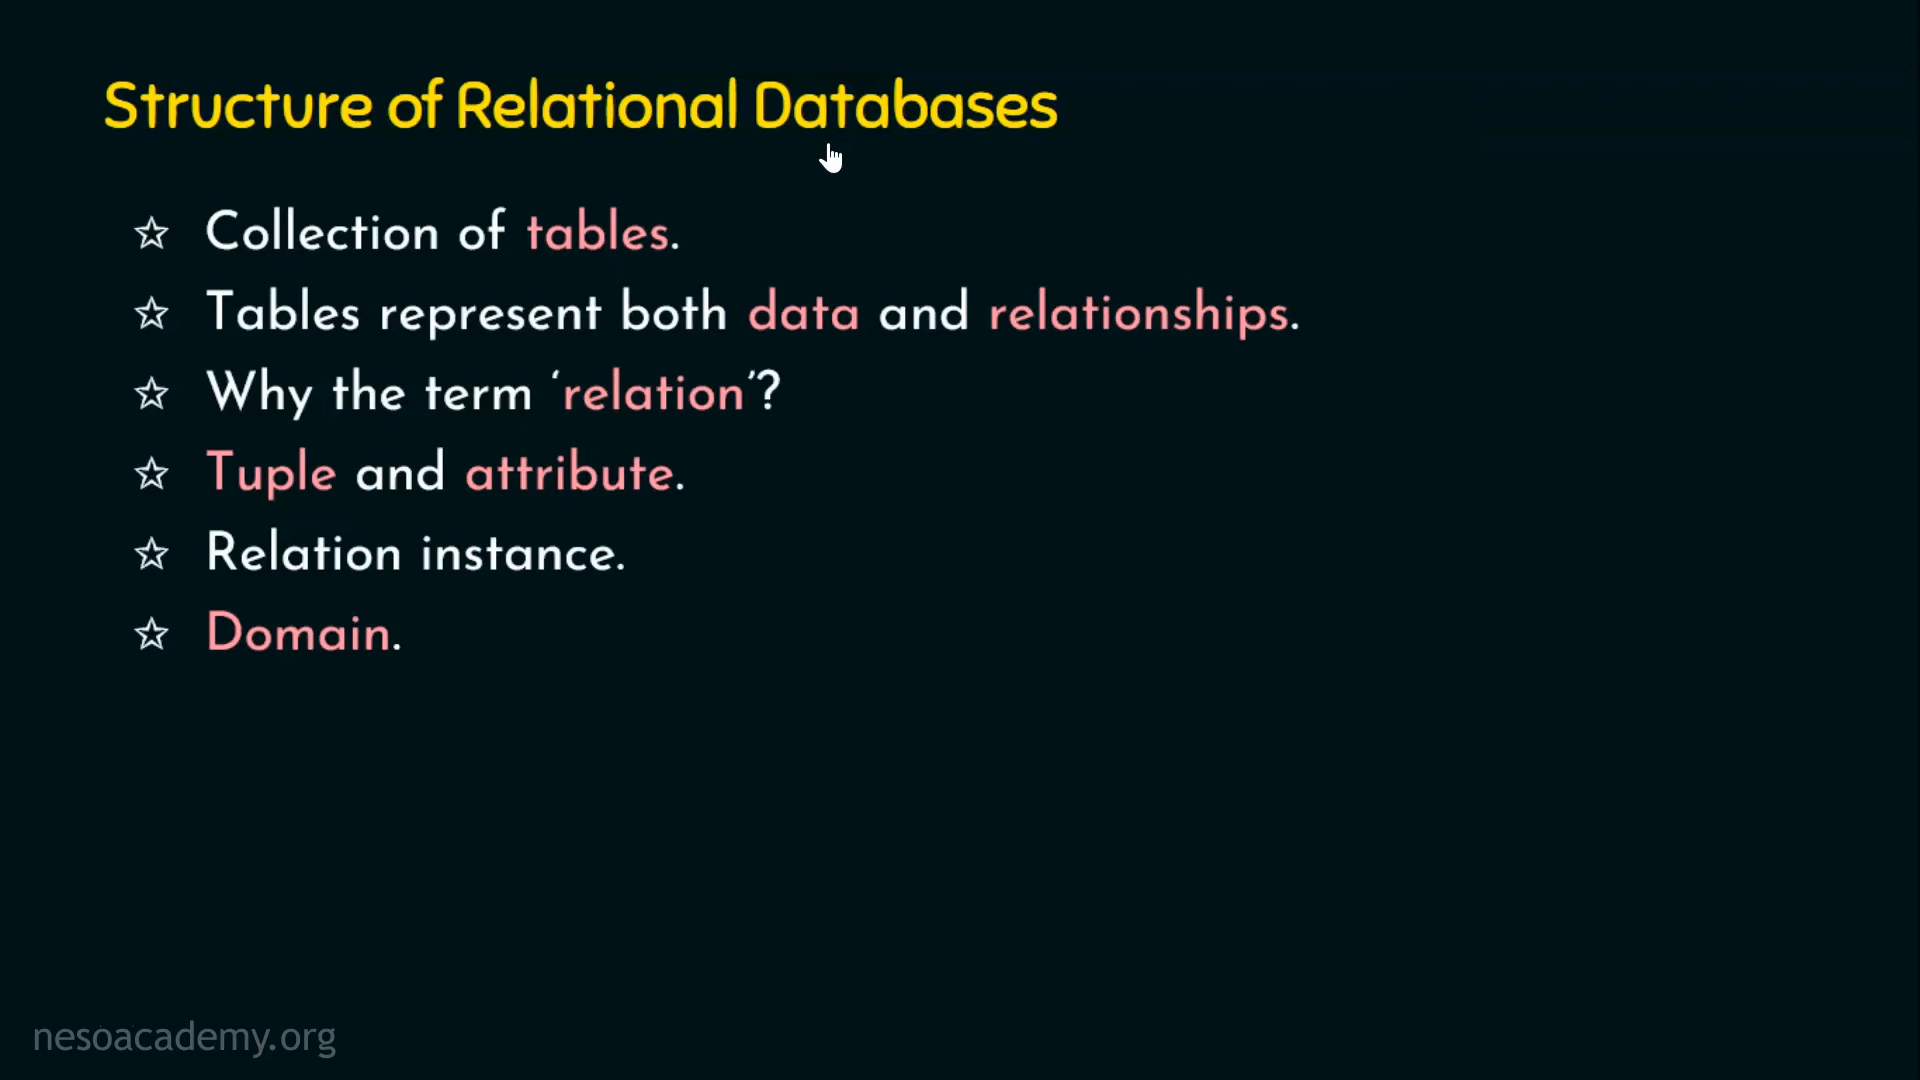 Structure of Relational Databases
☆ Collection of tables.
☆ Tables represent both data and relationships.
☆ Why the term ‘relation’?
☆ Tuple and attribute.
☆ Relation instance.
☆ Domain.
nesoacademy.org